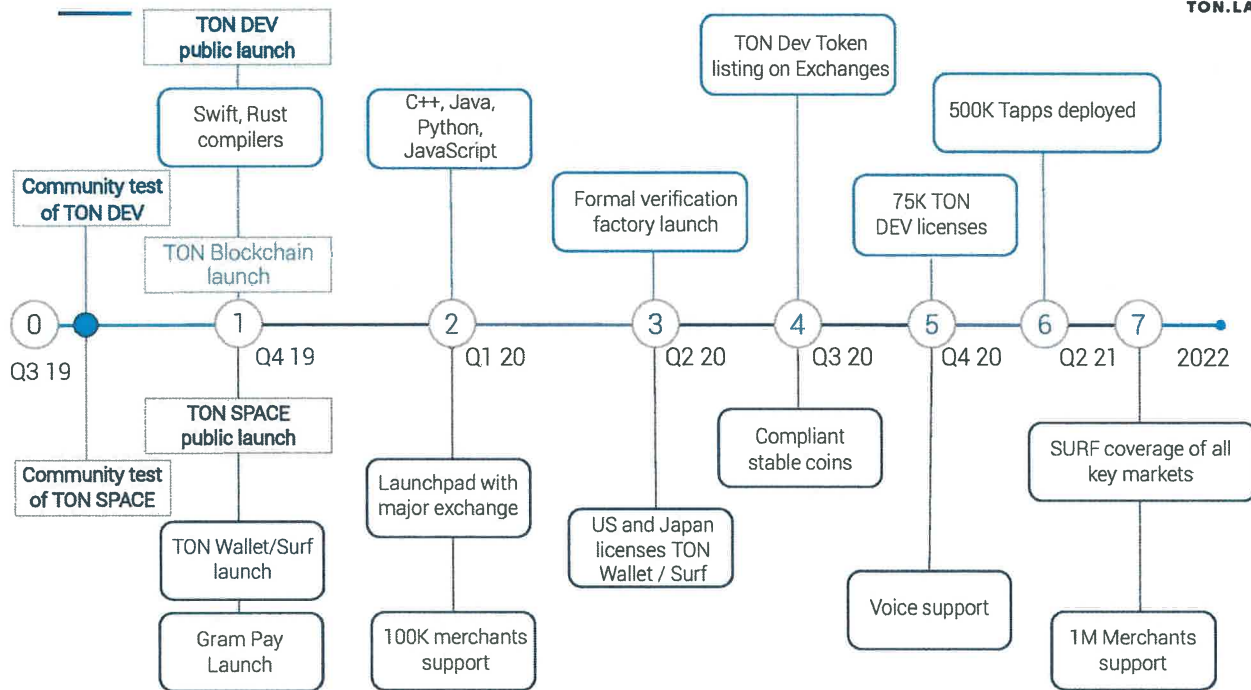 TON DEV
public launch
TON Dev Token
listing on Exchanges
Swift, Rust
compilers
C++, Java,
Python,
JavaScript
500K Tapps deployed
Community test
of TON DEV
Formal verification
factory launch
75K TON
DEV licenses
TON Blockchain
launch
0
1
2
3
4
5
6
7
Q3 19
Q4 19
Q1 20
Q2 20
Q3 20
Q4 20
Q2 21
2022
TON SPACE
public launch
Compliant
stable coins
SURF coverage of all
key markets
Community test
of TON SPACE
Launchpad with
major exchange
US and Japan
licenses TON
Wallet / Surf
TON Wallet/Surf
launch
Voice support
Gram Pay
Launch
100K merchants
support
1M Merchants
support